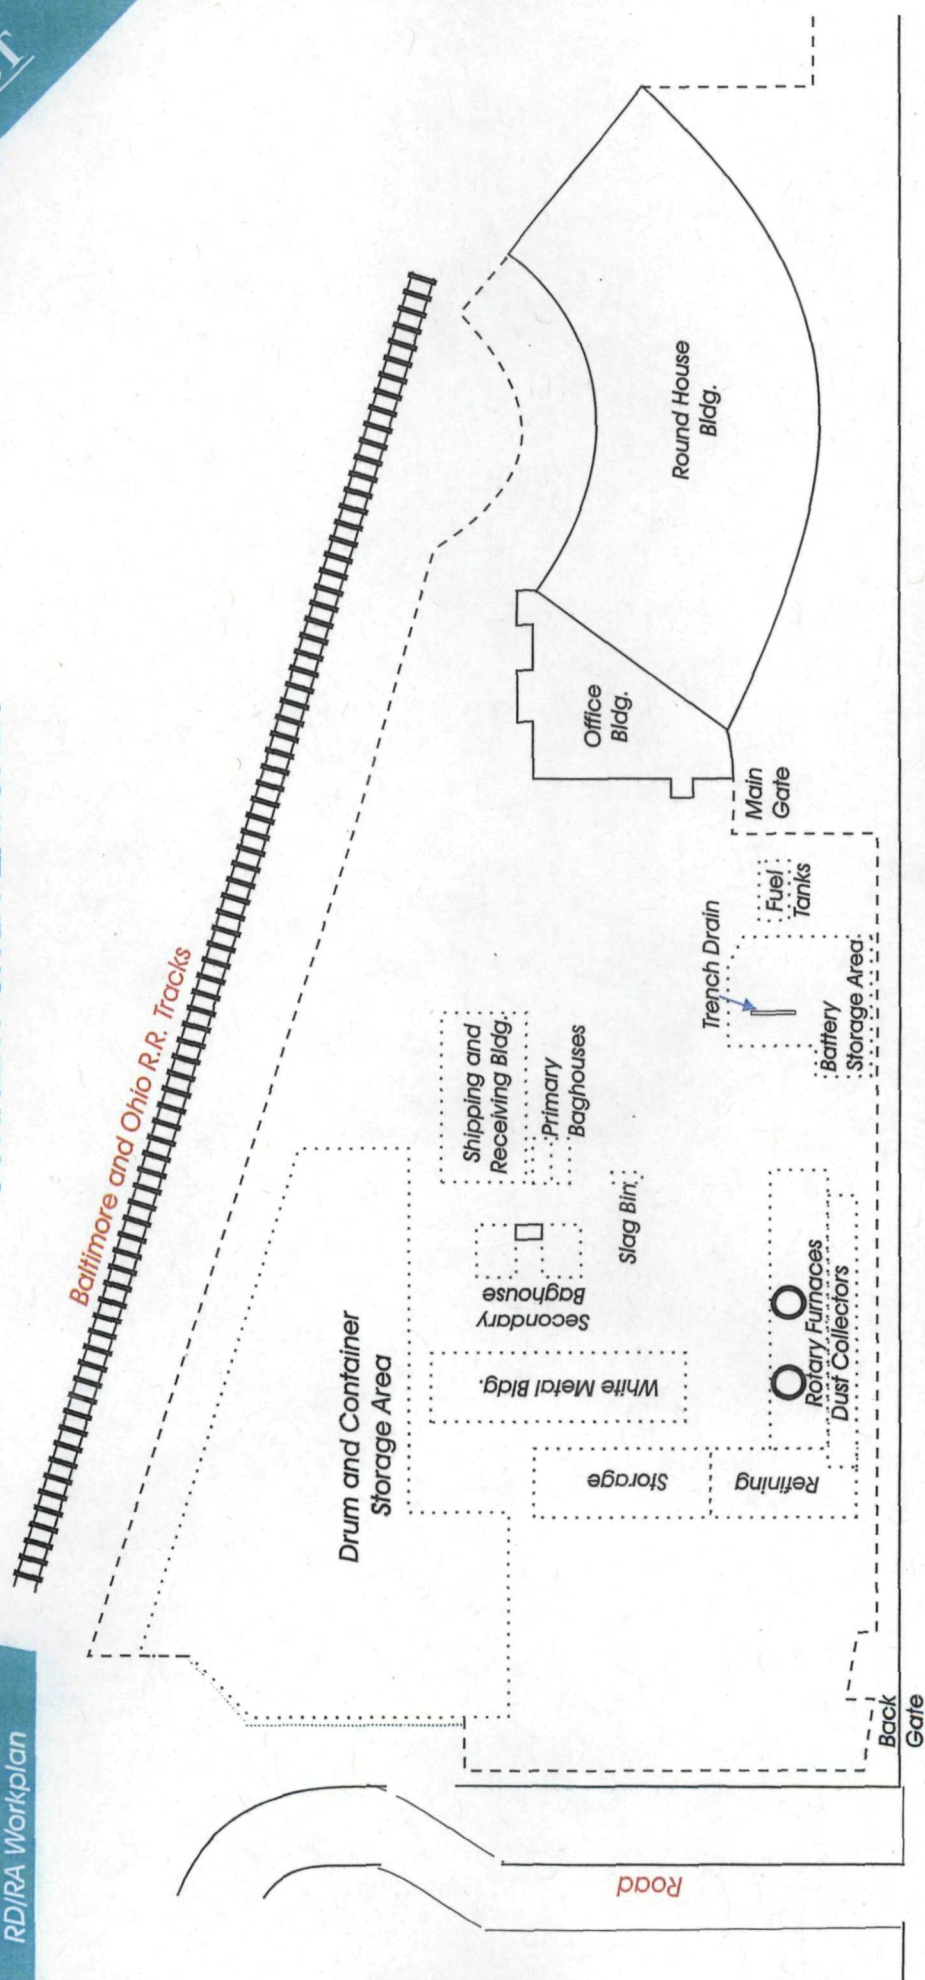 RD/RA Workplan
Baltimore and Ohio R.R. Tracks
Drum and Container
Storage Area
Shipping and
Receiving Bldg.
Primary
Baghouses
Secondary
Baghouse
Slag Bin
White Metal Bldg.
Storage
Refining
Rotary Furnaces
Dust Collectors
Trench Drain
Battery
Storage Area
Fuel
Tanks
Main
Gate
Office
Bldg.
Round House
Bldg.
Back
Gate
Road